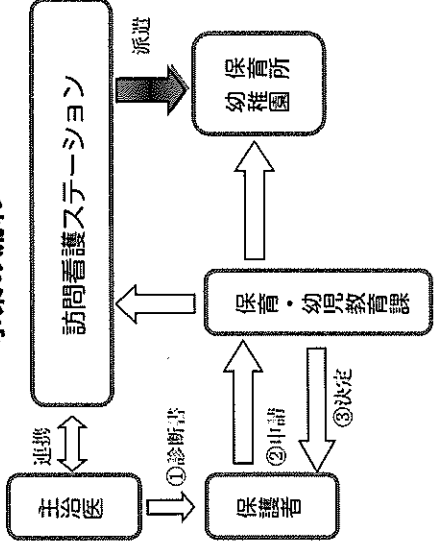 訪問看護ステーション
派遣
保育所
幼稚園
連携
主治医
①診断書
保育・幼児教育課
②申請
③決定
保護者